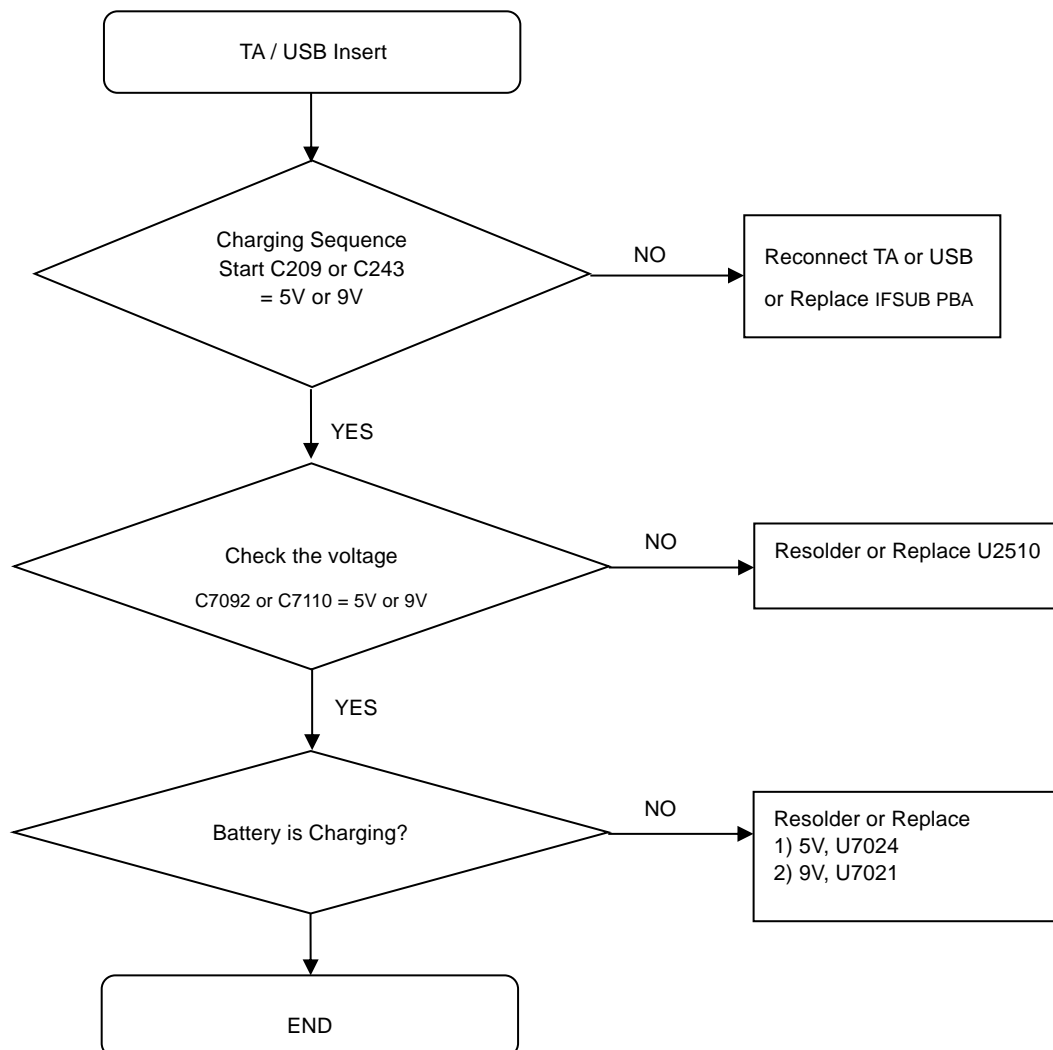 TA / USB Insert
Charging Sequence
Start C209 or C243
= 5V or 9V
NO
Reconnect TA or USB
or Replace IFSUB PBA
YES
Check the voltage
C7092 or C7110 = 5V or 9V
NO
Resolder or Replace U2510
YES
Battery is Charging?
NO
Resolder or Replace
1) 5V, U7024
2) 9V, U7021
END